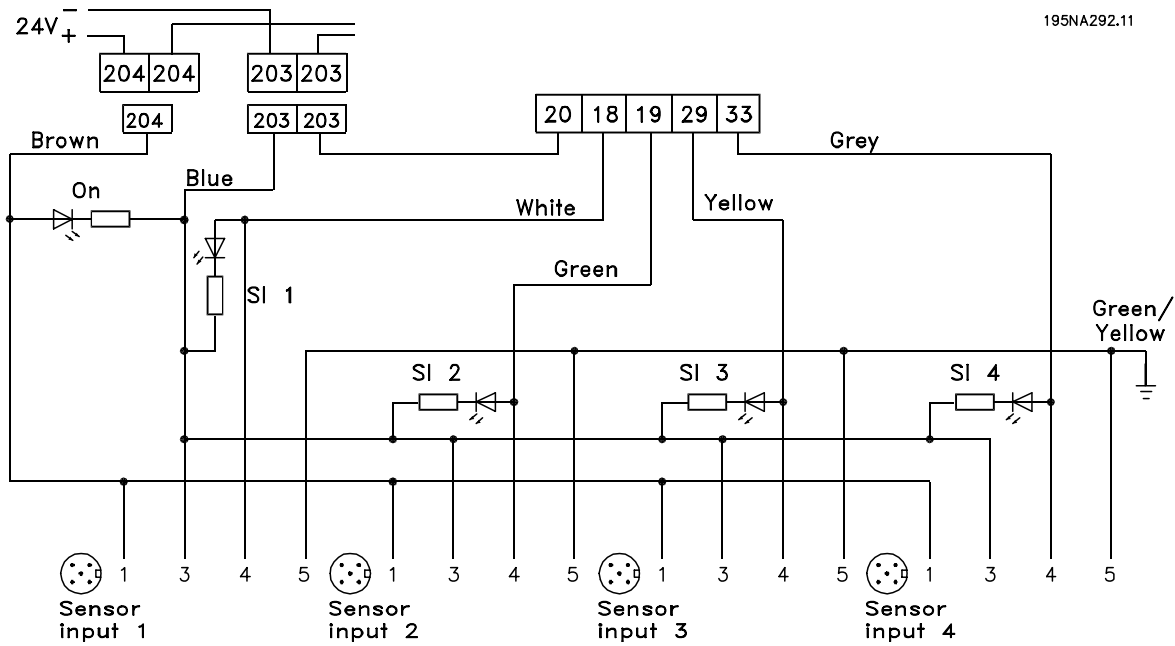 195NA292.11
24V
−
+
204 204 203 203
204 203 203
20 18 19 29 33
Brown
Grey
Blue
On
White
Yellow
Green
SI 1
Green/
Yellow
SI 2 SI 3 SI 4
1 3 4 5 1 3 4 5 1 3 4 5 1 3 4 5
Sensor
input 1
Sensor
input 2
Sensor
input 3
Sensor
input 4